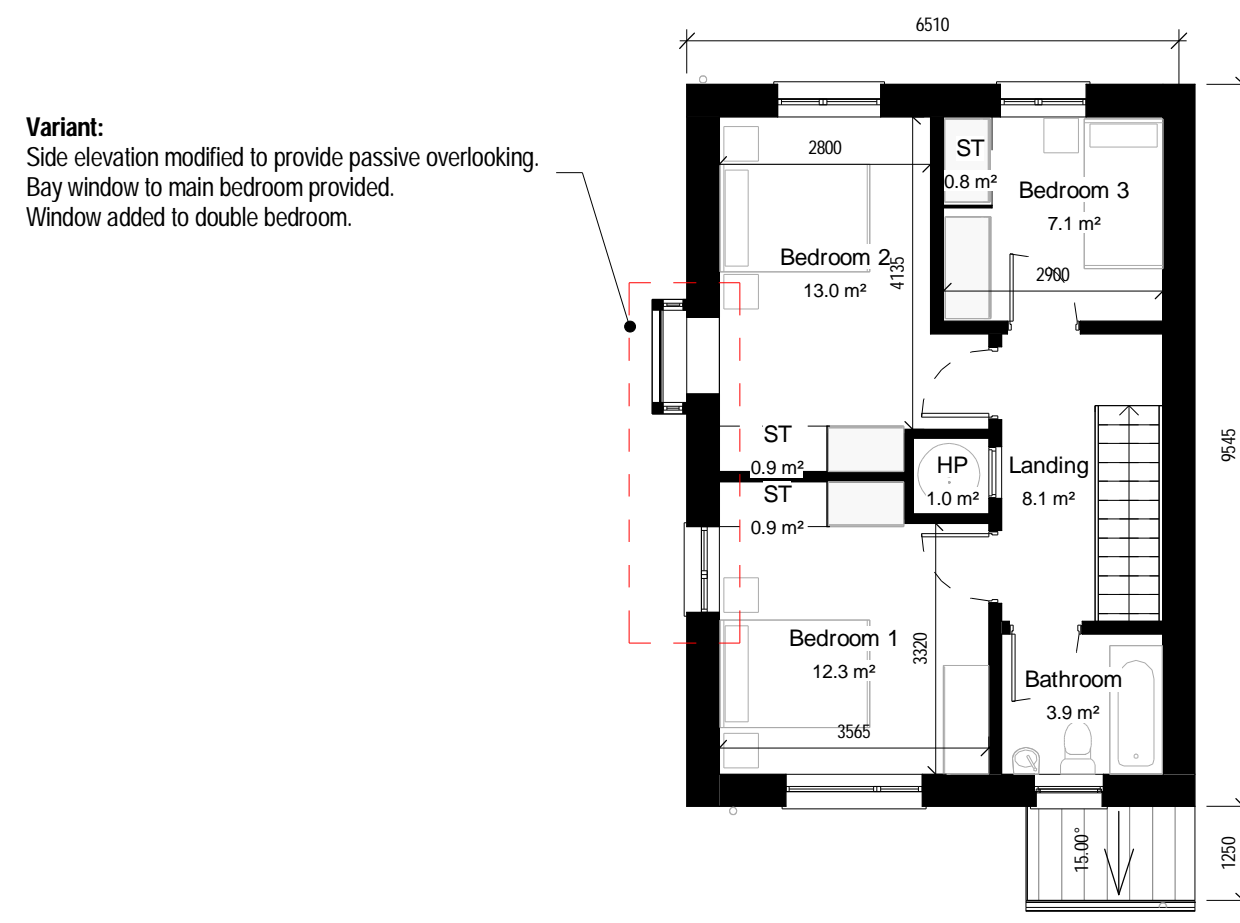 6510
Variant:
Side elevation modified to provide passive overlooking.
Bay window to main bedroom provided.
Window added to double bedroom.
2800
ST
0.8 m²
Bedroom 3
7.1 m²
2900
Bedroom 2
13.0 m²
4135
ST
0.9 m²
ST
0.9 m²
HP
1.0 m²
Landing
8.1 m²
9545
Bedroom 1
12.3 m²
3320
3565
Bathroom
3.9 m²
15.00°
1250